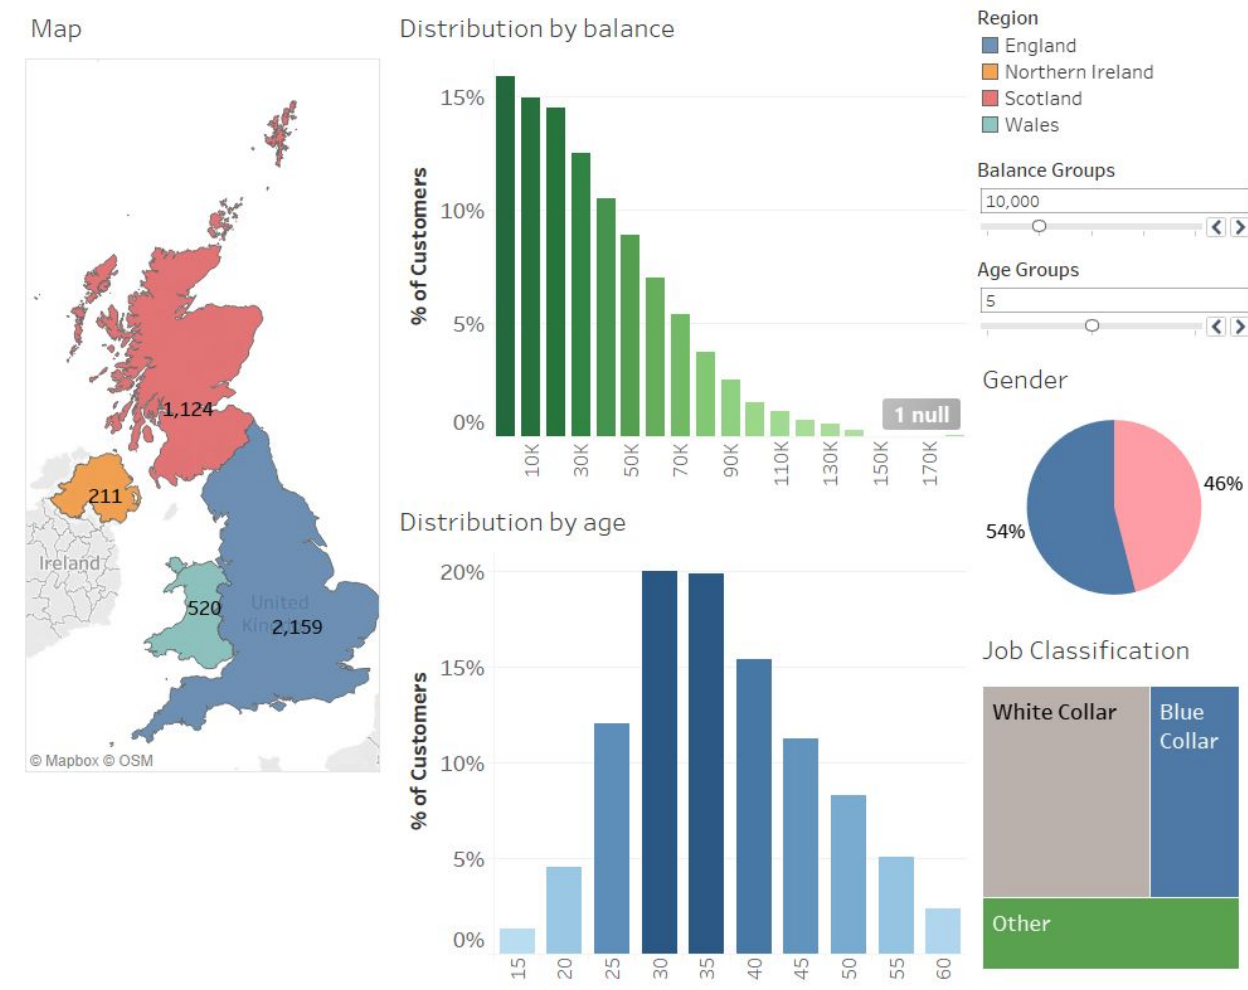 Map
1,124
211
Ireland
520
United
2,159
© Mapbox © OSM
Distribution by balance
% of Customers
15%
10%
5%
0%
1 null
10K
30K
50K
70K
90K
110K
130K
150K
170K
Distribution by age
% of Customers
20%
15%
10%
5%
0%
15
20
25
30
35
40
45
50
55
60
Region
England
Northern Ireland
Scotland
Wales
Balance Groups
10,000
Age Groups
5
Gender
46%
54%
Job Classification
White Collar
Blue
Collar
Other